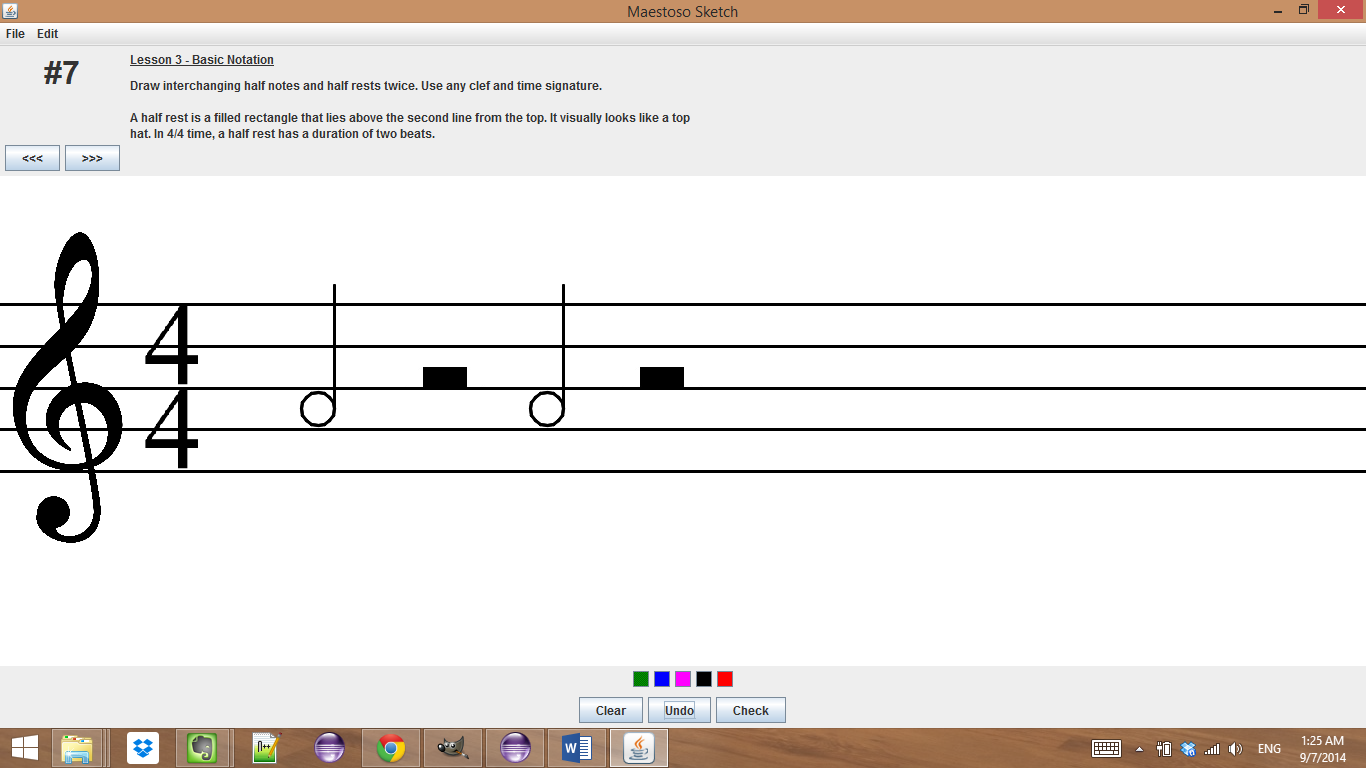 Maestoso Sketch
File Edit
#7
Lesson 3 - Basic Notation
Draw interchanging half notes and half rests twice. Use any clef and time signature.
A half rest is a filled rectangle that lies above the second line from the top. It visually looks like a top
hat. In 4/4 time, a half rest has a duration of two beats.
<<< >>>
4
4
Clear Undo Check
ENG
1:25 AM
9/7/2014